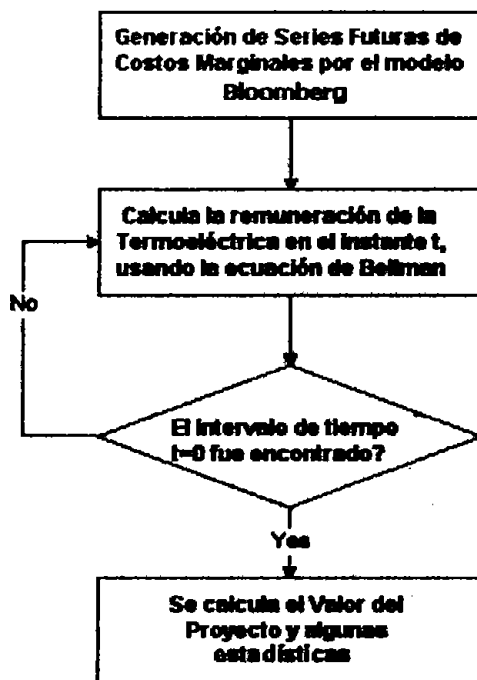 Generación de Series Futuras de
Costos Marginales por el modelo
Bloomberg
Calcula la remuneración de la
Termoeléctrica en el instante t,
usando la ecuación de Bellman
No
El intervalo de tiempo
t=0 fue encontrado?
Yes
Se calcula el Valor del
Proyecto y algunas
estadísticas